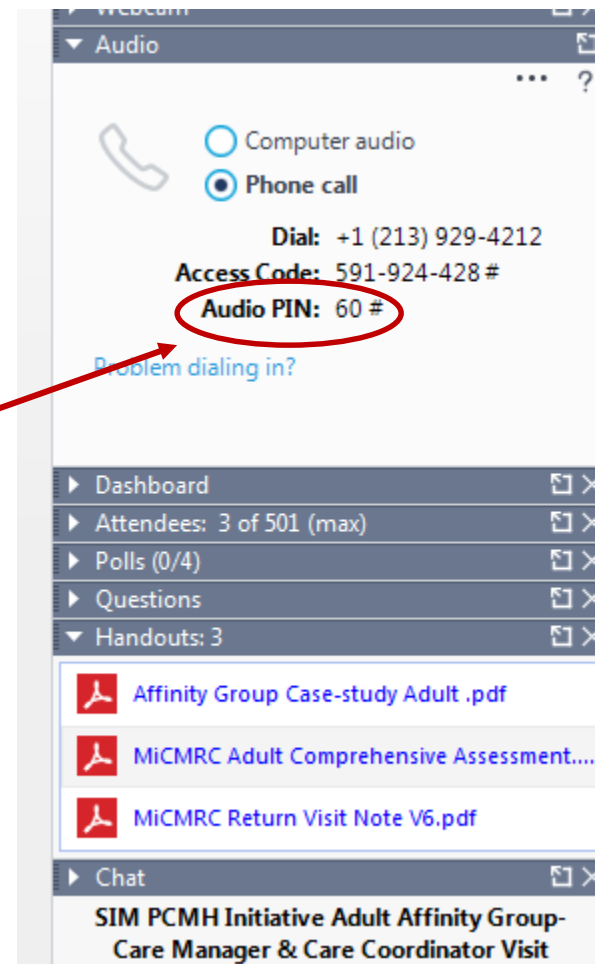 Webcam
Audio
... ?
Computer audio
Phone call
Dial: +1 (213) 929-4212
Access Code: 591-924-428 #
Audio PIN: 60 #
Problem dialing in?
Dashboard
Attendees: 3 of 501 (max)
Polls (0/4)
Questions
Handouts: 3
Affinity Group Case-study Adult .pdf
MiCMRC Adult Comprehensive Assessment....
MiCMRC Return Visit Note V6.pdf
Chat
SIM PCMH Initiative Adult Affinity Group-
Care Manager & Care Coordinator Visit